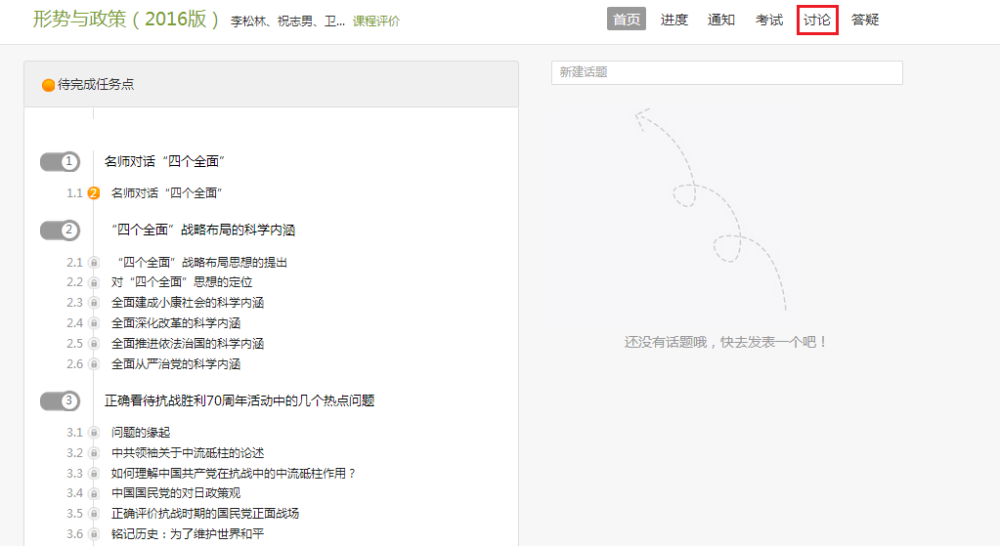 形势与政策（2016版） 李松林、祝志男、卫... 课程评价
首页 进度 通知 考试 讨论 答疑
待完成任务点
1 名师对话“四个全面”
1.1 2 名师对话“四个全面”
2 “四个全面”战略布局的科学内涵
2.1 “四个全面”战略布局思想的提出
2.2 对“四个全面”思想的定位
2.3 全面建成小康社会的科学内涵
2.4 全面深化改革的科学内涵
2.5 全面推进依法治国的科学内涵
2.6 全面从严治党的科学内涵
3 正确看待抗战胜利70周年活动中的几个热点问题
3.1 问题的缘起
3.2 中共领袖关于中流砥柱的论述
3.3 如何理解中国共产党在抗战中的中流砥柱作用？
3.4 中国国民党的对日政策观
3.5 正确评价抗战时期的国民党正面战场
3.6 铭记历史：为了维护世界和平
新建话题
还没有话题哦，快去发表一个吧！